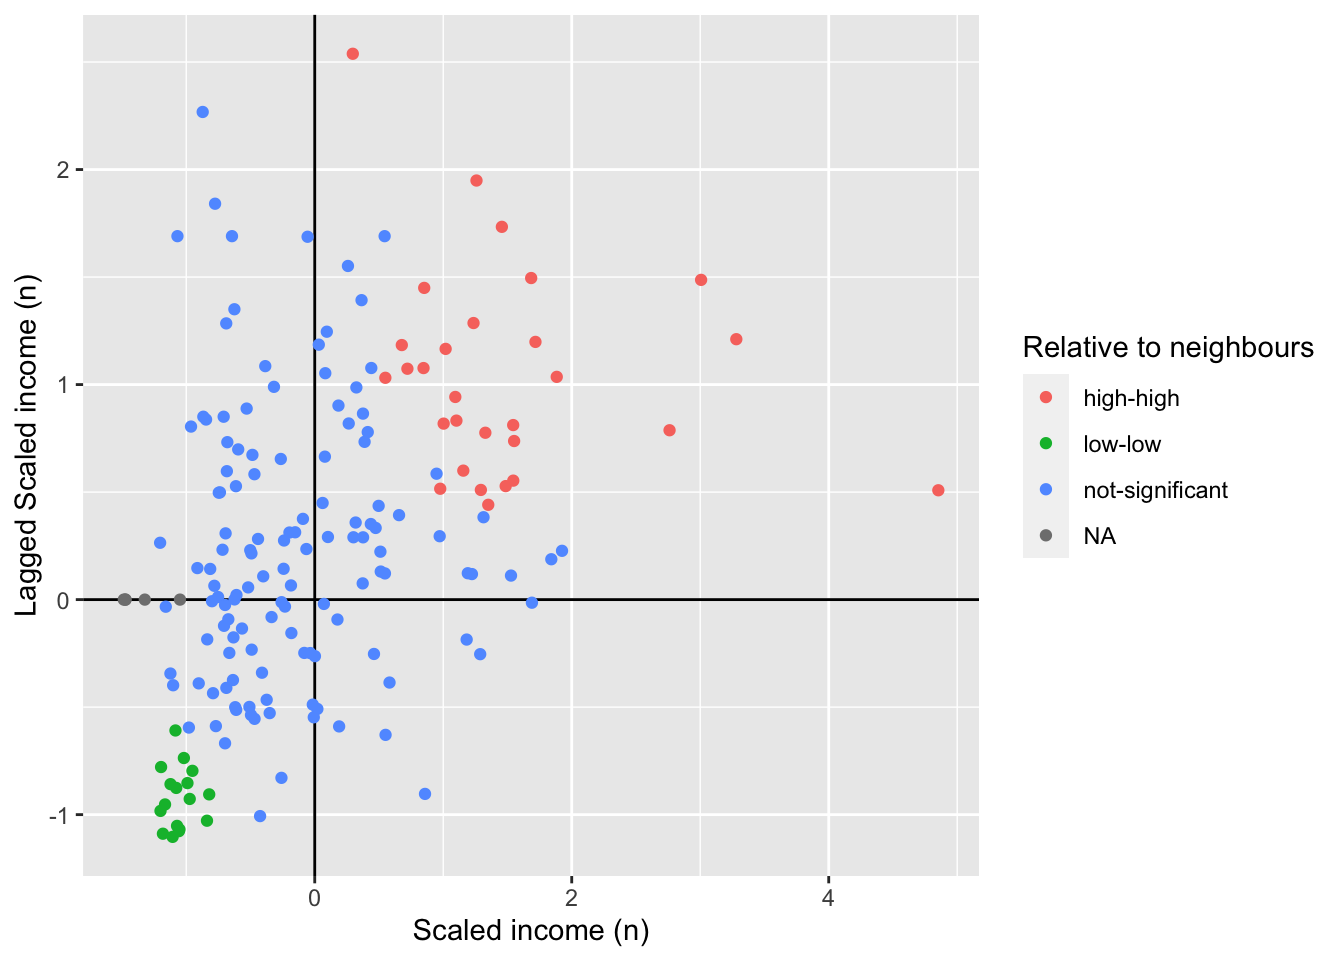 2
1
0
-1
0
2
4
Lagged Scaled income (n)
Scaled income (n)
Relative to neighbours
high-high
low-low
not-significant
NA